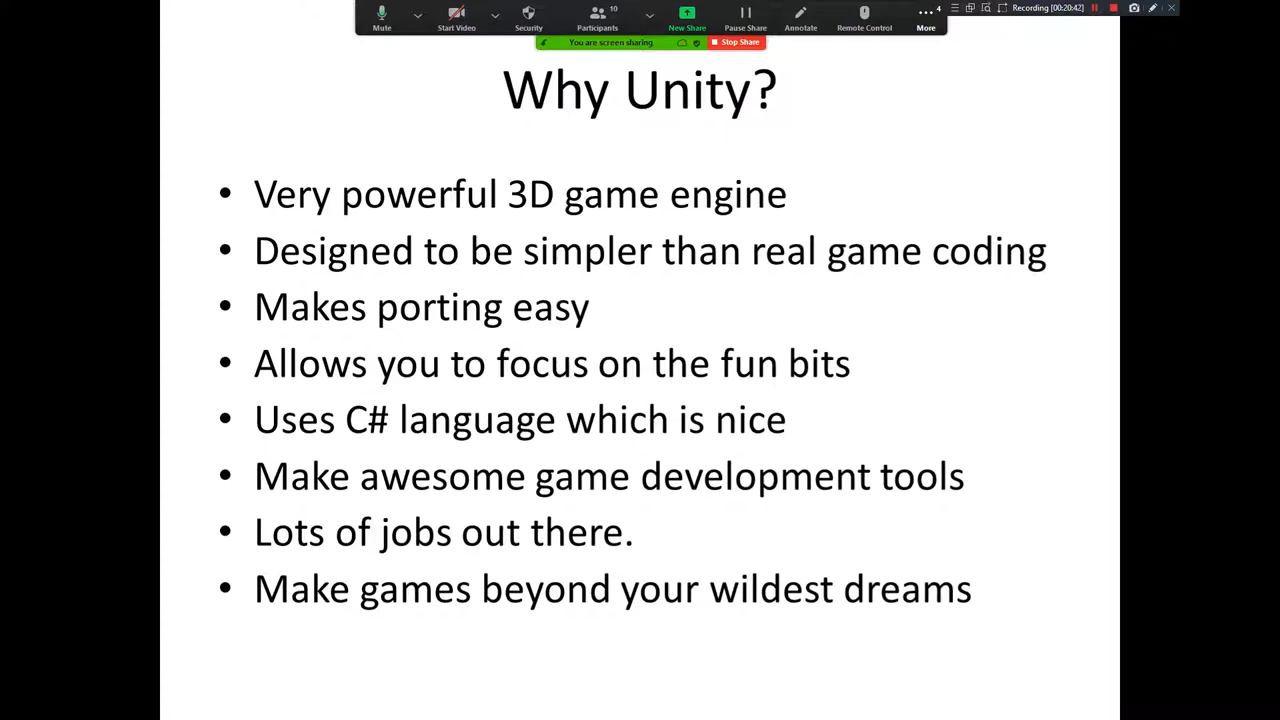 10
4
Recording [00:20:42]
Mute
Start Video
Security
Participants
New Share
Pause Share
Annotate
Remote Control
More
You are screen sharing
Stop Share
Why Unity?
• Very powerful 3D game engine
• Designed to be simpler than real game coding
• Makes porting easy
• Allows you to focus on the fun bits
• Uses C# language which is nice
• Make awesome game development tools
• Lots of jobs out there.
• Make games beyond your wildest dreams